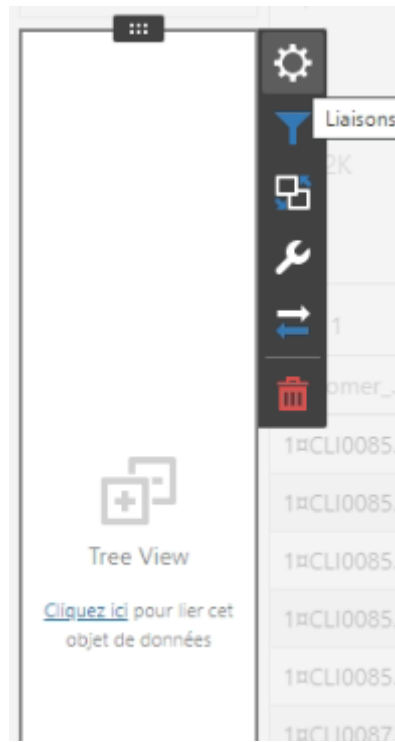 Liaisons
2K
1
omer_
1¤CLI0085
1¤CLI0085
Tree View
1¤CLI0085
Cliquez ici pour lier cet
1¤CLI0085
objet de données
1¤CLI0085
1¤CLI0087